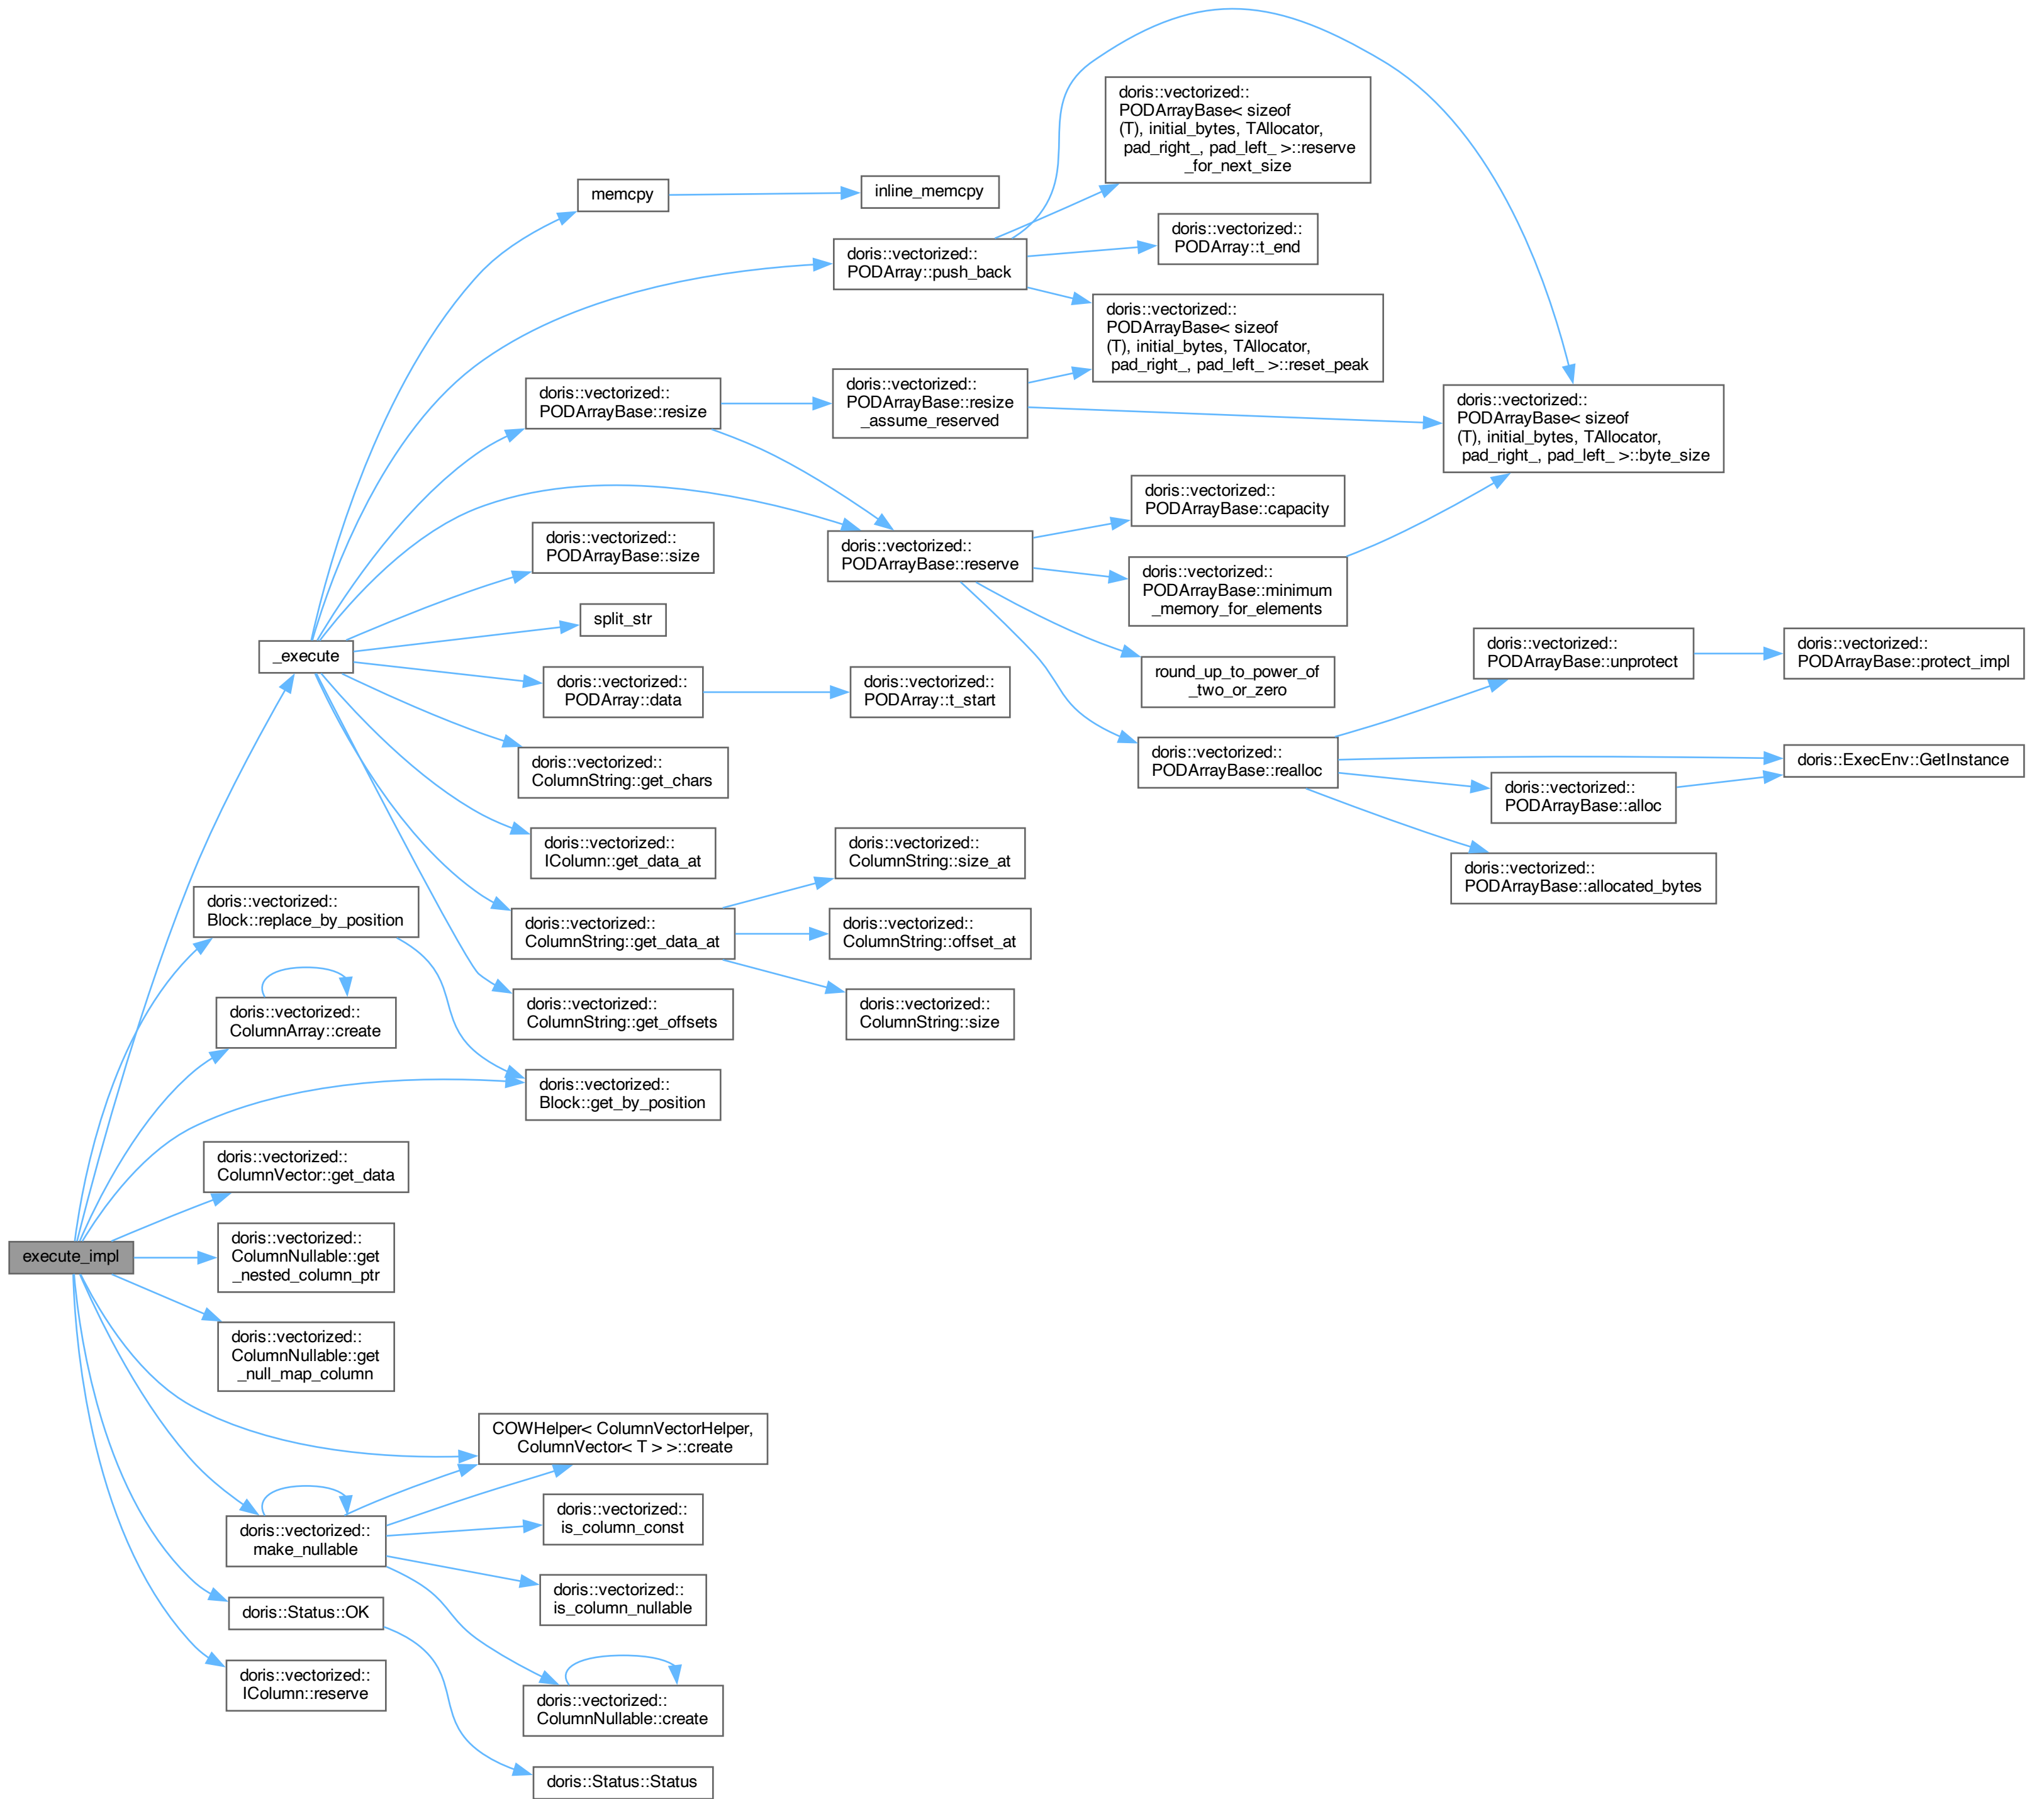 execute_impl
_execute
doris::vectorized::
Block::replace_by_position
doris::vectorized::
ColumnArray::create
doris::vectorized::
ColumnVector::get_data
doris::vectorized::
ColumnNullable::get
_nested_column_ptr
doris::vectorized::
ColumnNullable::get
_null_map_column
doris::vectorized::
make_nullable
doris::Status::OK
doris::vectorized::
IColumn::reserve
memcpy
doris::vectorized::
PODArrayBase::resize
doris::vectorized::
PODArrayBase::size
split_str
doris::vectorized::
PODArray::data
doris::vectorized::
ColumnString::get_chars
doris::vectorized::
IColumn::get_data_at
doris::vectorized::
ColumnString::get_data_at
doris::vectorized::
ColumnString::get_offsets
doris::vectorized::
Block::get_by_position
COWHelper< ColumnVectorHelper,
ColumnVector< T > >::create
doris::vectorized::
is_column_const
doris::vectorized::
is_column_nullable
doris::vectorized::
ColumnNullable::create
doris::Status::Status
inline_memcpy
doris::vectorized::
PODArray::push_back
doris::vectorized::
PODArrayBase::resize
_assume_reserved
doris::vectorized::
PODArrayBase::reserve
doris::vectorized::
PODArray::t_start
doris::vectorized::
ColumnString::size_at
doris::vectorized::
ColumnString::offset_at
doris::vectorized::
ColumnString::size
doris::vectorized::
PODArrayBase< sizeof
(T), initial_bytes, TAllocator,
pad_right_, pad_left_ >::reserve
_for_next_size
doris::vectorized::
PODArray::t_end
doris::vectorized::
PODArrayBase< sizeof
(T), initial_bytes, TAllocator,
pad_right_, pad_left_ >::reset_peak
doris::vectorized::
PODArrayBase::capacity
doris::vectorized::
PODArrayBase::minimum
_memory_for_elements
round_up_to_power_of
_two_or_zero
doris::vectorized::
PODArrayBase::realloc
doris::vectorized::
PODArrayBase< sizeof
(T), initial_bytes, TAllocator,
pad_right_, pad_left_ >::byte_size
doris::vectorized::
PODArrayBase::unprotect
doris::vectorized::
PODArrayBase::alloc
doris::vectorized::
PODArrayBase::allocated_bytes
doris::vectorized::
PODArrayBase::protect_impl
doris::ExecEnv::GetInstance